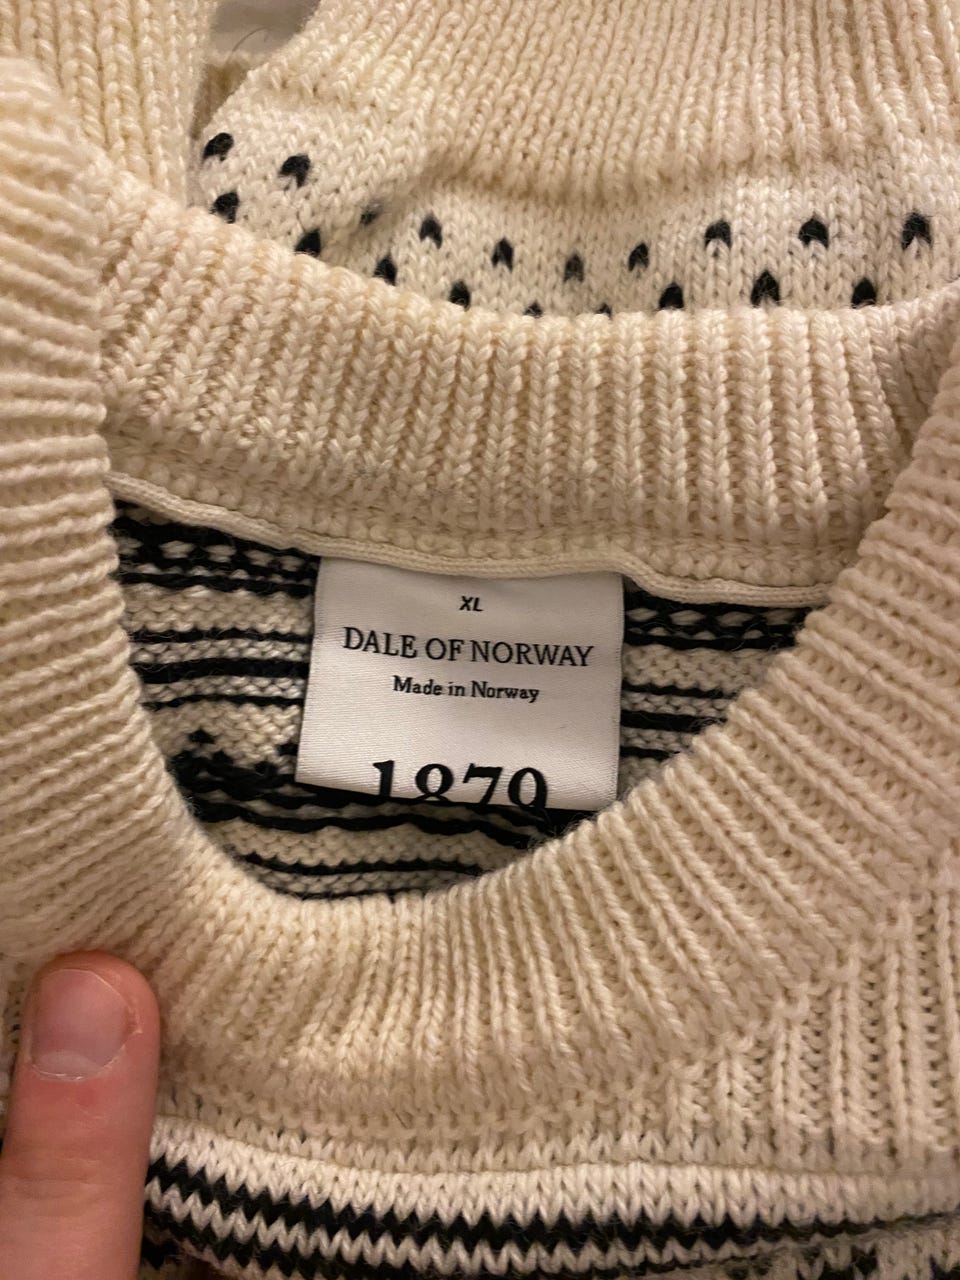 XL
DALE OF NORWAY
Made in Norway
1879